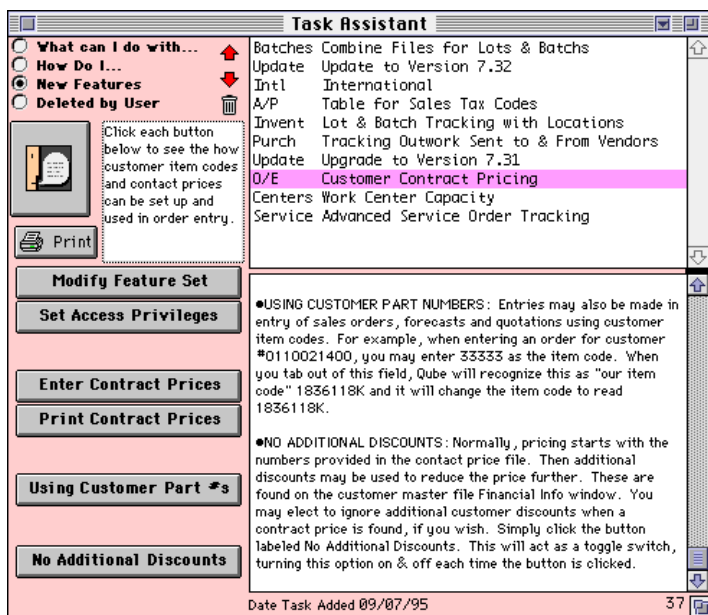 Task Assistant
What can I do with...
How Do I...
New Features
Deleted by User
Click each button
below to see the how
customer item codes
and contact prices
can be set up and
used in order entry.
Print
Modify Feature Set
Set Access Privileges
Enter Contract Prices
Print Contract Prices
Using Customer Part #s
No Additional Discounts
Batches Combine Files for Lots & Batchs
Update Update to Version 7.32
Intl International
A/P Table for Sales Tax Codes
Invent Lot & Batch Tracking with Locations
Purch Tracking Outwork Sent to & From Vendors
Update Upgrade to Version 7.31
O/E Customer Contract Pricing
Centers Work Center Capacity
Service Advanced Service Order Tracking
●USING CUSTOMER PART NUMBERS: Entries may also be made in
entry of sales orders, forecasts and quotations using customer
item codes. For example, when entering an order for customer
#0110021400, you may enter 33333 as the item code. When
you tab out of this field, Qube will recognize this as "our item
code" 1836118K and it will change the item code to read
1836118K.
●NO ADDITIONAL DISCOUNTS: Normally, pricing starts with the
numbers provided in the contact price file. Then additional
discounts may be used to reduce the price further. These are
found on the customer master file Financial Info window. You
may elect to ignore additional customer discounts when a
contract price is found, if you wish. Simply click the button
labeled No Additional Discounts. This will act as a toggle switch,
turning this option on & off each time the button is clicked.
Date Task Added 09/07/95
37